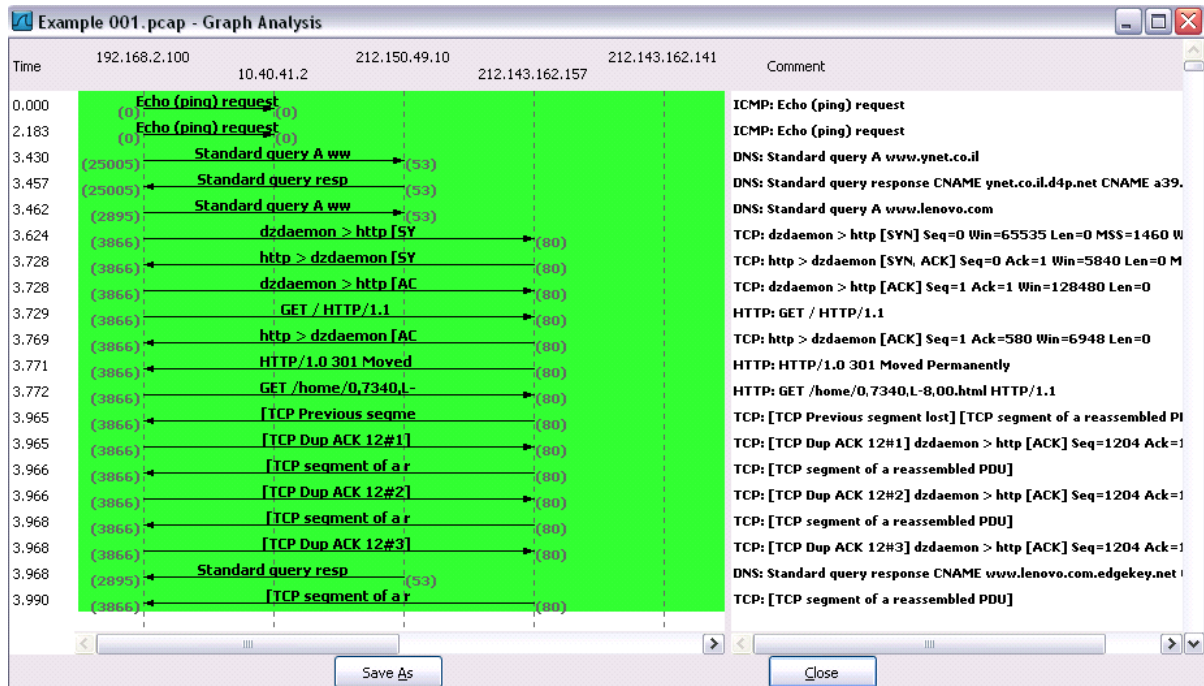 Example 001.pcap - Graph Analysis
Time 192.168.2.100 10.40.41.2 212.150.49.10 212.143.162.157 212.143.162.141 Comment
0.000 (0) Echo (ping) request (0) ICMP: Echo (ping) request
2.183 (0) Echo (ping) request (0) ICMP: Echo (ping) request
3.430 (25005) Standard query A ww (53) DNS: Standard query A www.ynet.co.il
3.457 (25005) Standard query resp (53) DNS: Standard query response CNAME ynet.co.il.d4p.net CNAME a39.
3.462 (2895) Standard query A ww (53) DNS: Standard query A www.lenovo.com
3.624 (3866) dzdaemon > http [SY (80) TCP: dzdaemon > http [SYN] Seq=0 Win=65535 Len=0 MSS=1460 W
3.728 (3866) http > dzdaemon [SY (80) TCP: http > dzdaemon [SYN, ACK] Seq=0 Ack=1 Win=5840 Len=0 M
3.728 (3866) dzdaemon > http [AC (80) TCP: dzdaemon > http [ACK] Seq=1 Ack=1 Win=128480 Len=0
3.729 (3866) GET / HTTP/1.1 (80) HTTP: GET / HTTP/1.1
3.769 (3866) http > dzdaemon [AC (80) TCP: http > dzdaemon [ACK] Seq=1 Ack=580 Win=6948 Len=0
3.771 (3866) HTTP/1.0 301 Moved (80) HTTP: HTTP/1.0 301 Moved Permanently
3.772 (3866) GET /home/0,7340,L- (80) HTTP: GET /home/0,7340,L-8,00.html HTTP/1.1
3.965 (3866) [TCP Previous segme (80) TCP: [TCP Previous segment lost] [TCP segment of a reassembled PI
3.965 (3866) [TCP Dup ACK 12#1] (80) TCP: [TCP Dup ACK 12#1] dzdaemon > http [ACK] Seq=1204 Ack=1
3.966 (3866) [TCP segment of a r (80) TCP: [TCP segment of a reassembled PDU]
3.966 (3866) [TCP Dup ACK 12#2] (80) TCP: [TCP Dup ACK 12#2] dzdaemon > http [ACK] Seq=1204 Ack=1
3.968 (3866) [TCP segment of a r (80) TCP: [TCP segment of a reassembled PDU]
3.968 (3866) [TCP Dup ACK 12#3] (80) TCP: [TCP Dup ACK 12#3] dzdaemon > http [ACK] Seq=1204 Ack=1
3.968 (2895) Standard query resp (53) DNS: Standard query response CNAME www.lenovo.com.edgekey.net
3.990 (3866) [TCP segment of a r (80) TCP: [TCP segment of a reassembled PDU]
Save As Close